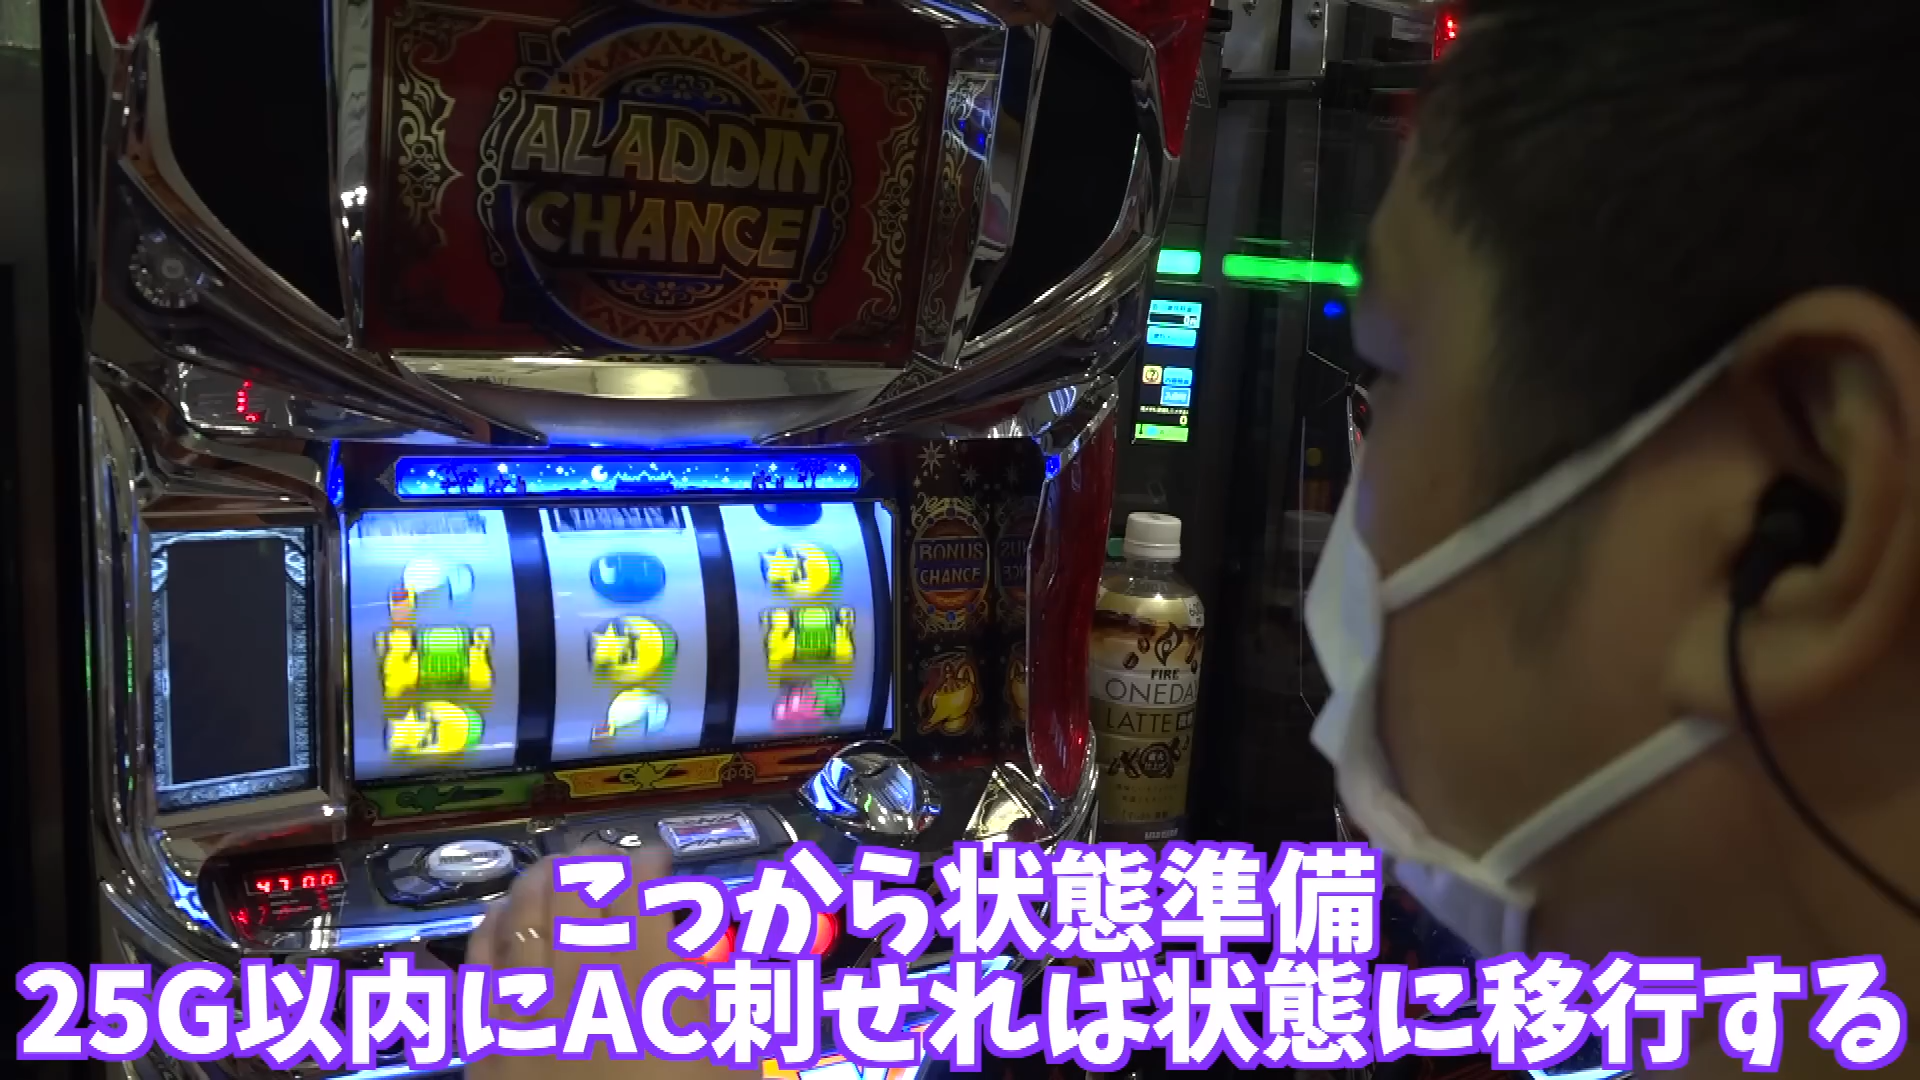 ALADDIN
CHANCE
BONUS
CHANCE
FIRE
ONEDAY
LATTE
4700
こっから状態準備
25G以内にAC刺せれば状態に移行する